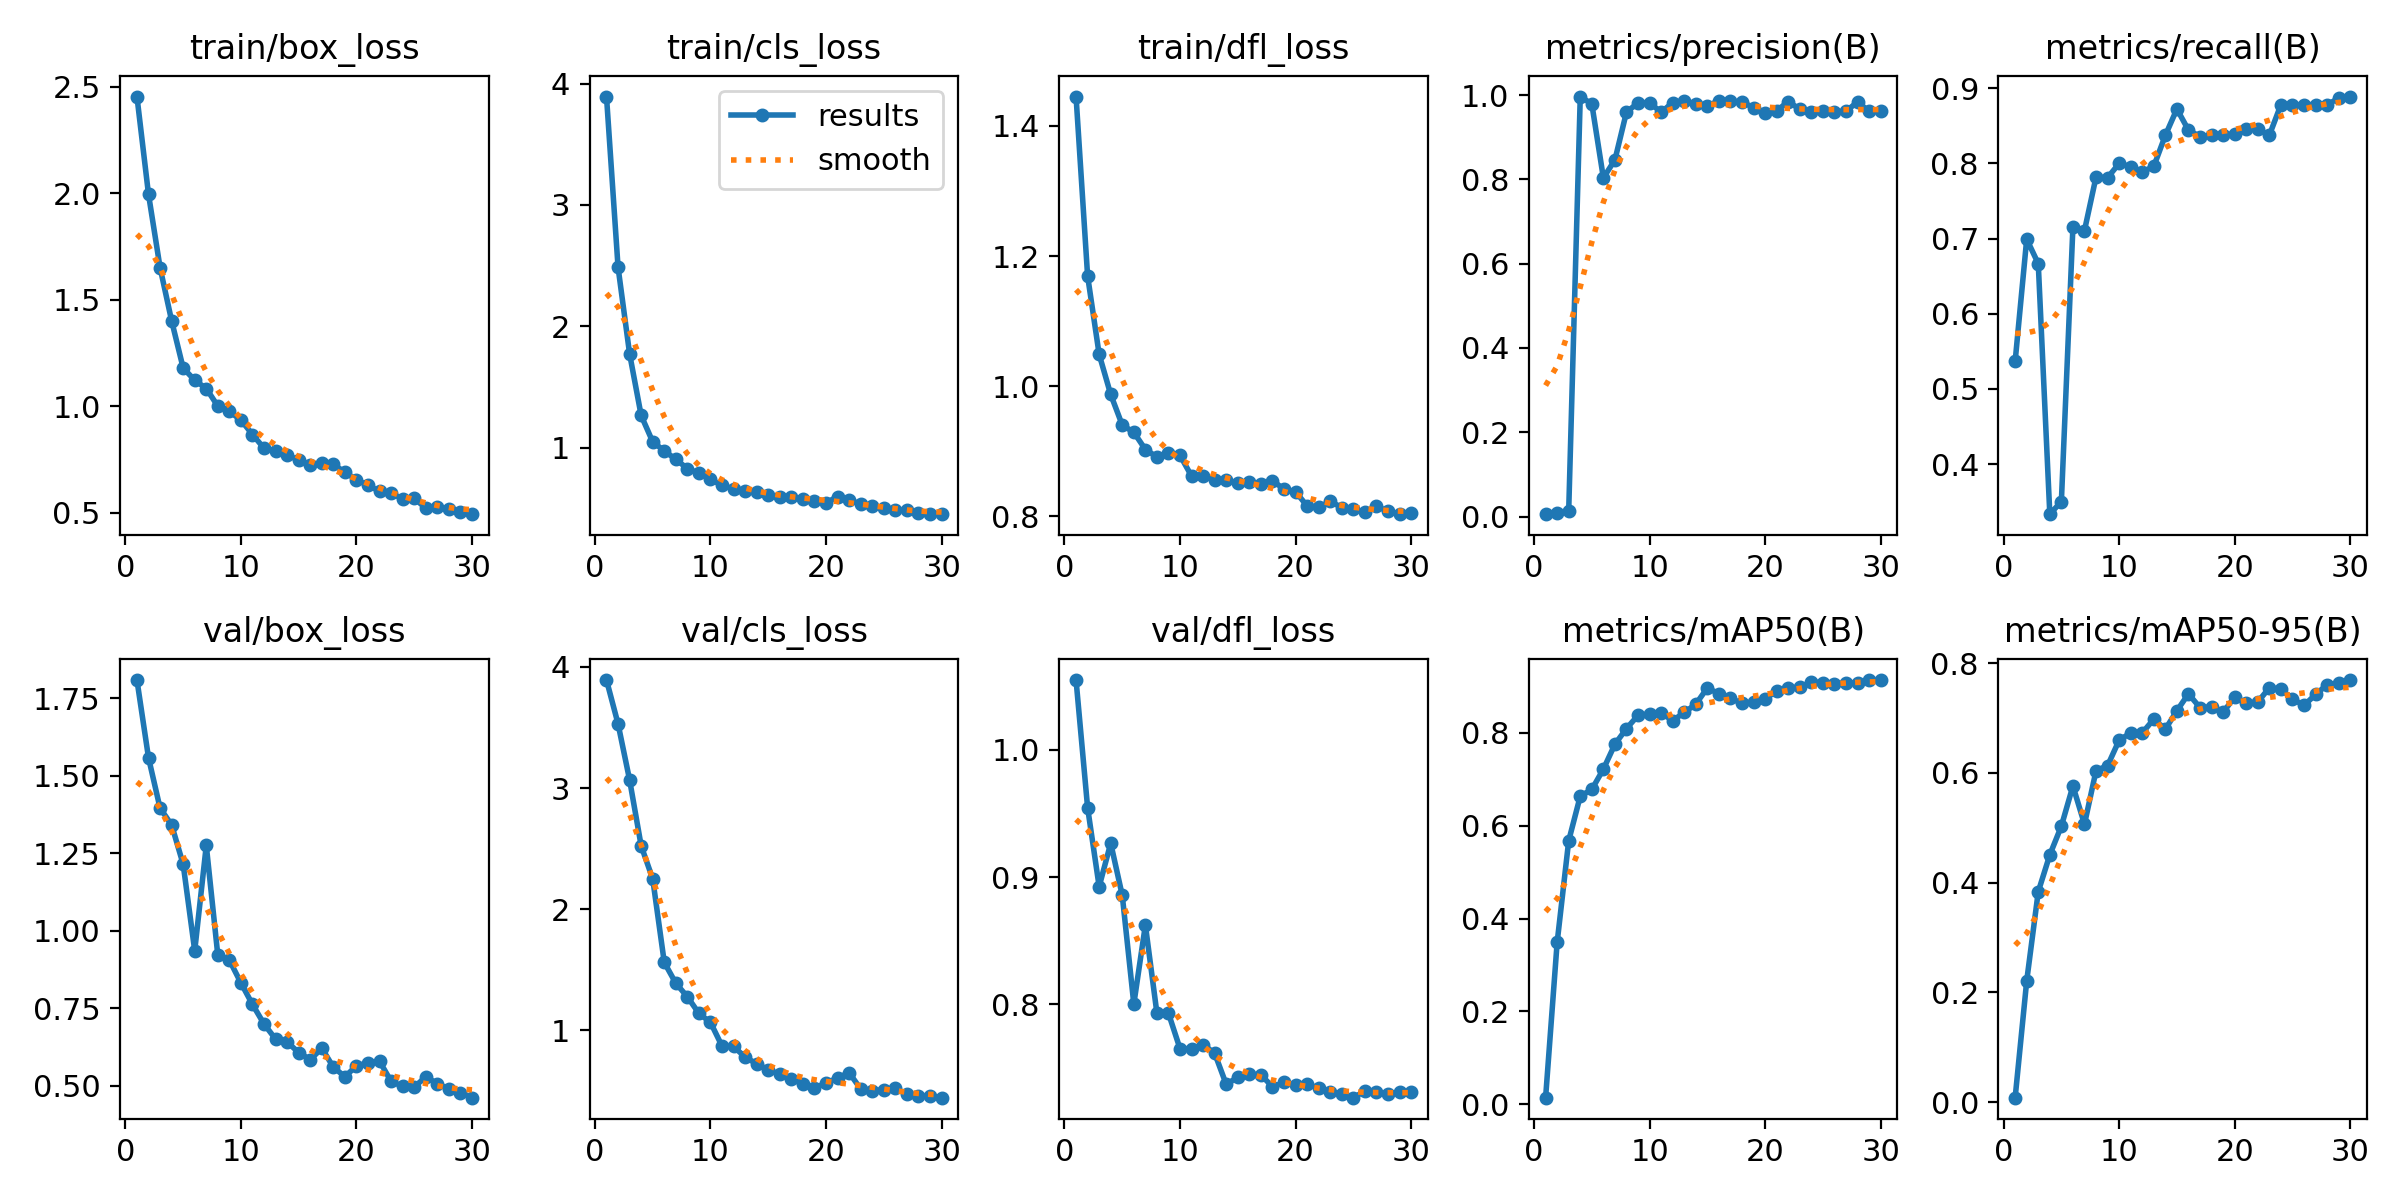 train/box_loss
2.5
2.0
1.5
1.0
0.5
0 10 20 30
train/cls_loss
results
smooth
4
3
2
1
0 10 20 30
train/dfl_loss
1.4
1.2
1.0
0.8
0 10 20 30
metrics/precision(B)
1.0
0.8
0.6
0.4
0.2
0.0
0 10 20 30
metrics/recall(B)
0.9
0.8
0.7
0.6
0.5
0.4
0 10 20 30
val/box_loss
1.75
1.50
1.25
1.00
0.75
0.50
0 10 20 30
val/cls_loss
4
3
2
1
0 10 20 30
val/dfl_loss
1.0
0.9
0.8
0 10 20 30
metrics/mAP50(B)
0.8
0.6
0.4
0.2
0.0
0 10 20 30
metrics/mAP50-95(B)
0.8
0.6
0.4
0.2
0.0
0 10 20 30